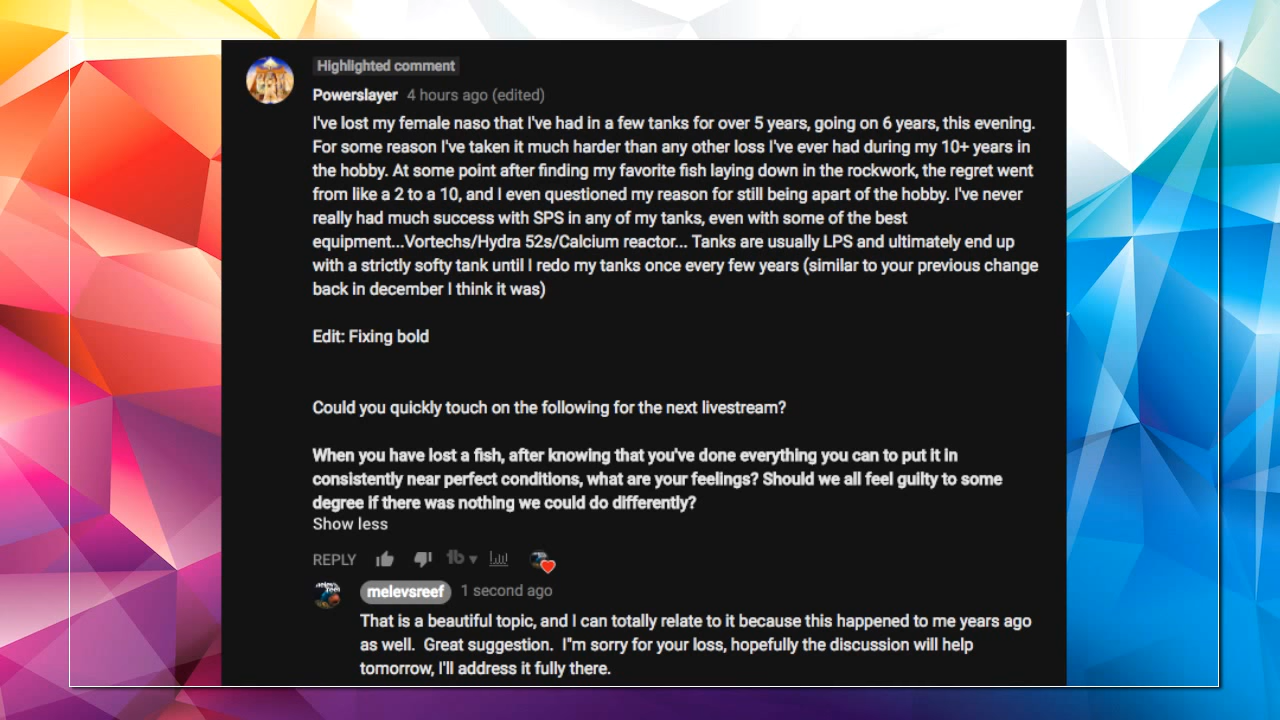 Highlighted comment
Powerslayer 4 hours ago (edited)
I've lost my female naso that I've had in a few tanks for over 5 years, going on 6 years, this evening.
For some reason I've taken it much harder than any other loss I've ever had during my 10+ years in
the hobby. At some point after finding my favorite fish laying down in the rockwork, the regret went
from like a 2 to a 10, and I even questioned my reason for still being apart of the hobby. I've never
really had much success with SPS in any of my tanks, even with some of the best
equipment...Vortechs/Hydra 52s/Calcium reactor... Tanks are usually LPS and ultimately end up
with a strictly softy tank until I redo my tanks once every few years (similar to your previous change
back in december I think it was)
Edit: Fixing bold
Could you quickly touch on the following for the next livestream?
When you have lost a fish, after knowing that you've done everything you can to put it in
consistently near perfect conditions, what are your feelings? Should we all feel guilty to some
degree if there was nothing we could do differently?
Show less
REPLY
melevsreef 1 second ago
That is a beautiful topic, and I can totally relate to it because this happened to me years ago
as well. Great suggestion. I"m sorry for your loss, hopefully the discussion will help
tomorrow, I'll address it fully there.